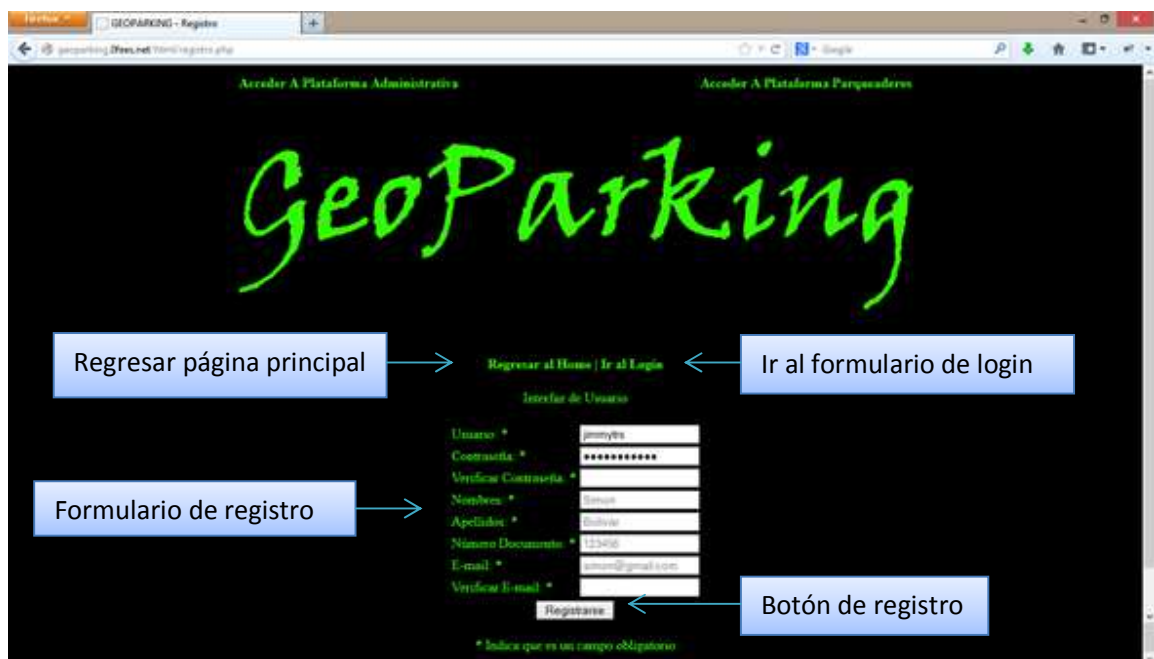 GEOPARKING - Registro
Google
Acceder A Plataforma Administrativa
Acceder A Plataforma Parqueaderos
GeoParking
Regresar página principal
Regresar al Home | Ir al Login
Ir al formulario de login
Interfaz de Usuario
Usuario: *
Contraseña: *
•••••••••••
Verificar Contraseña: *
Formulario de registro
Nombres: *
Simon
Apellidos: *
Bolivar
Número Documento: *
123456
E-mail: *
simon@gmail.com
Verificar E-mail: *
Registrarse
Botón de registro
* Indica que es un campo obligatorio